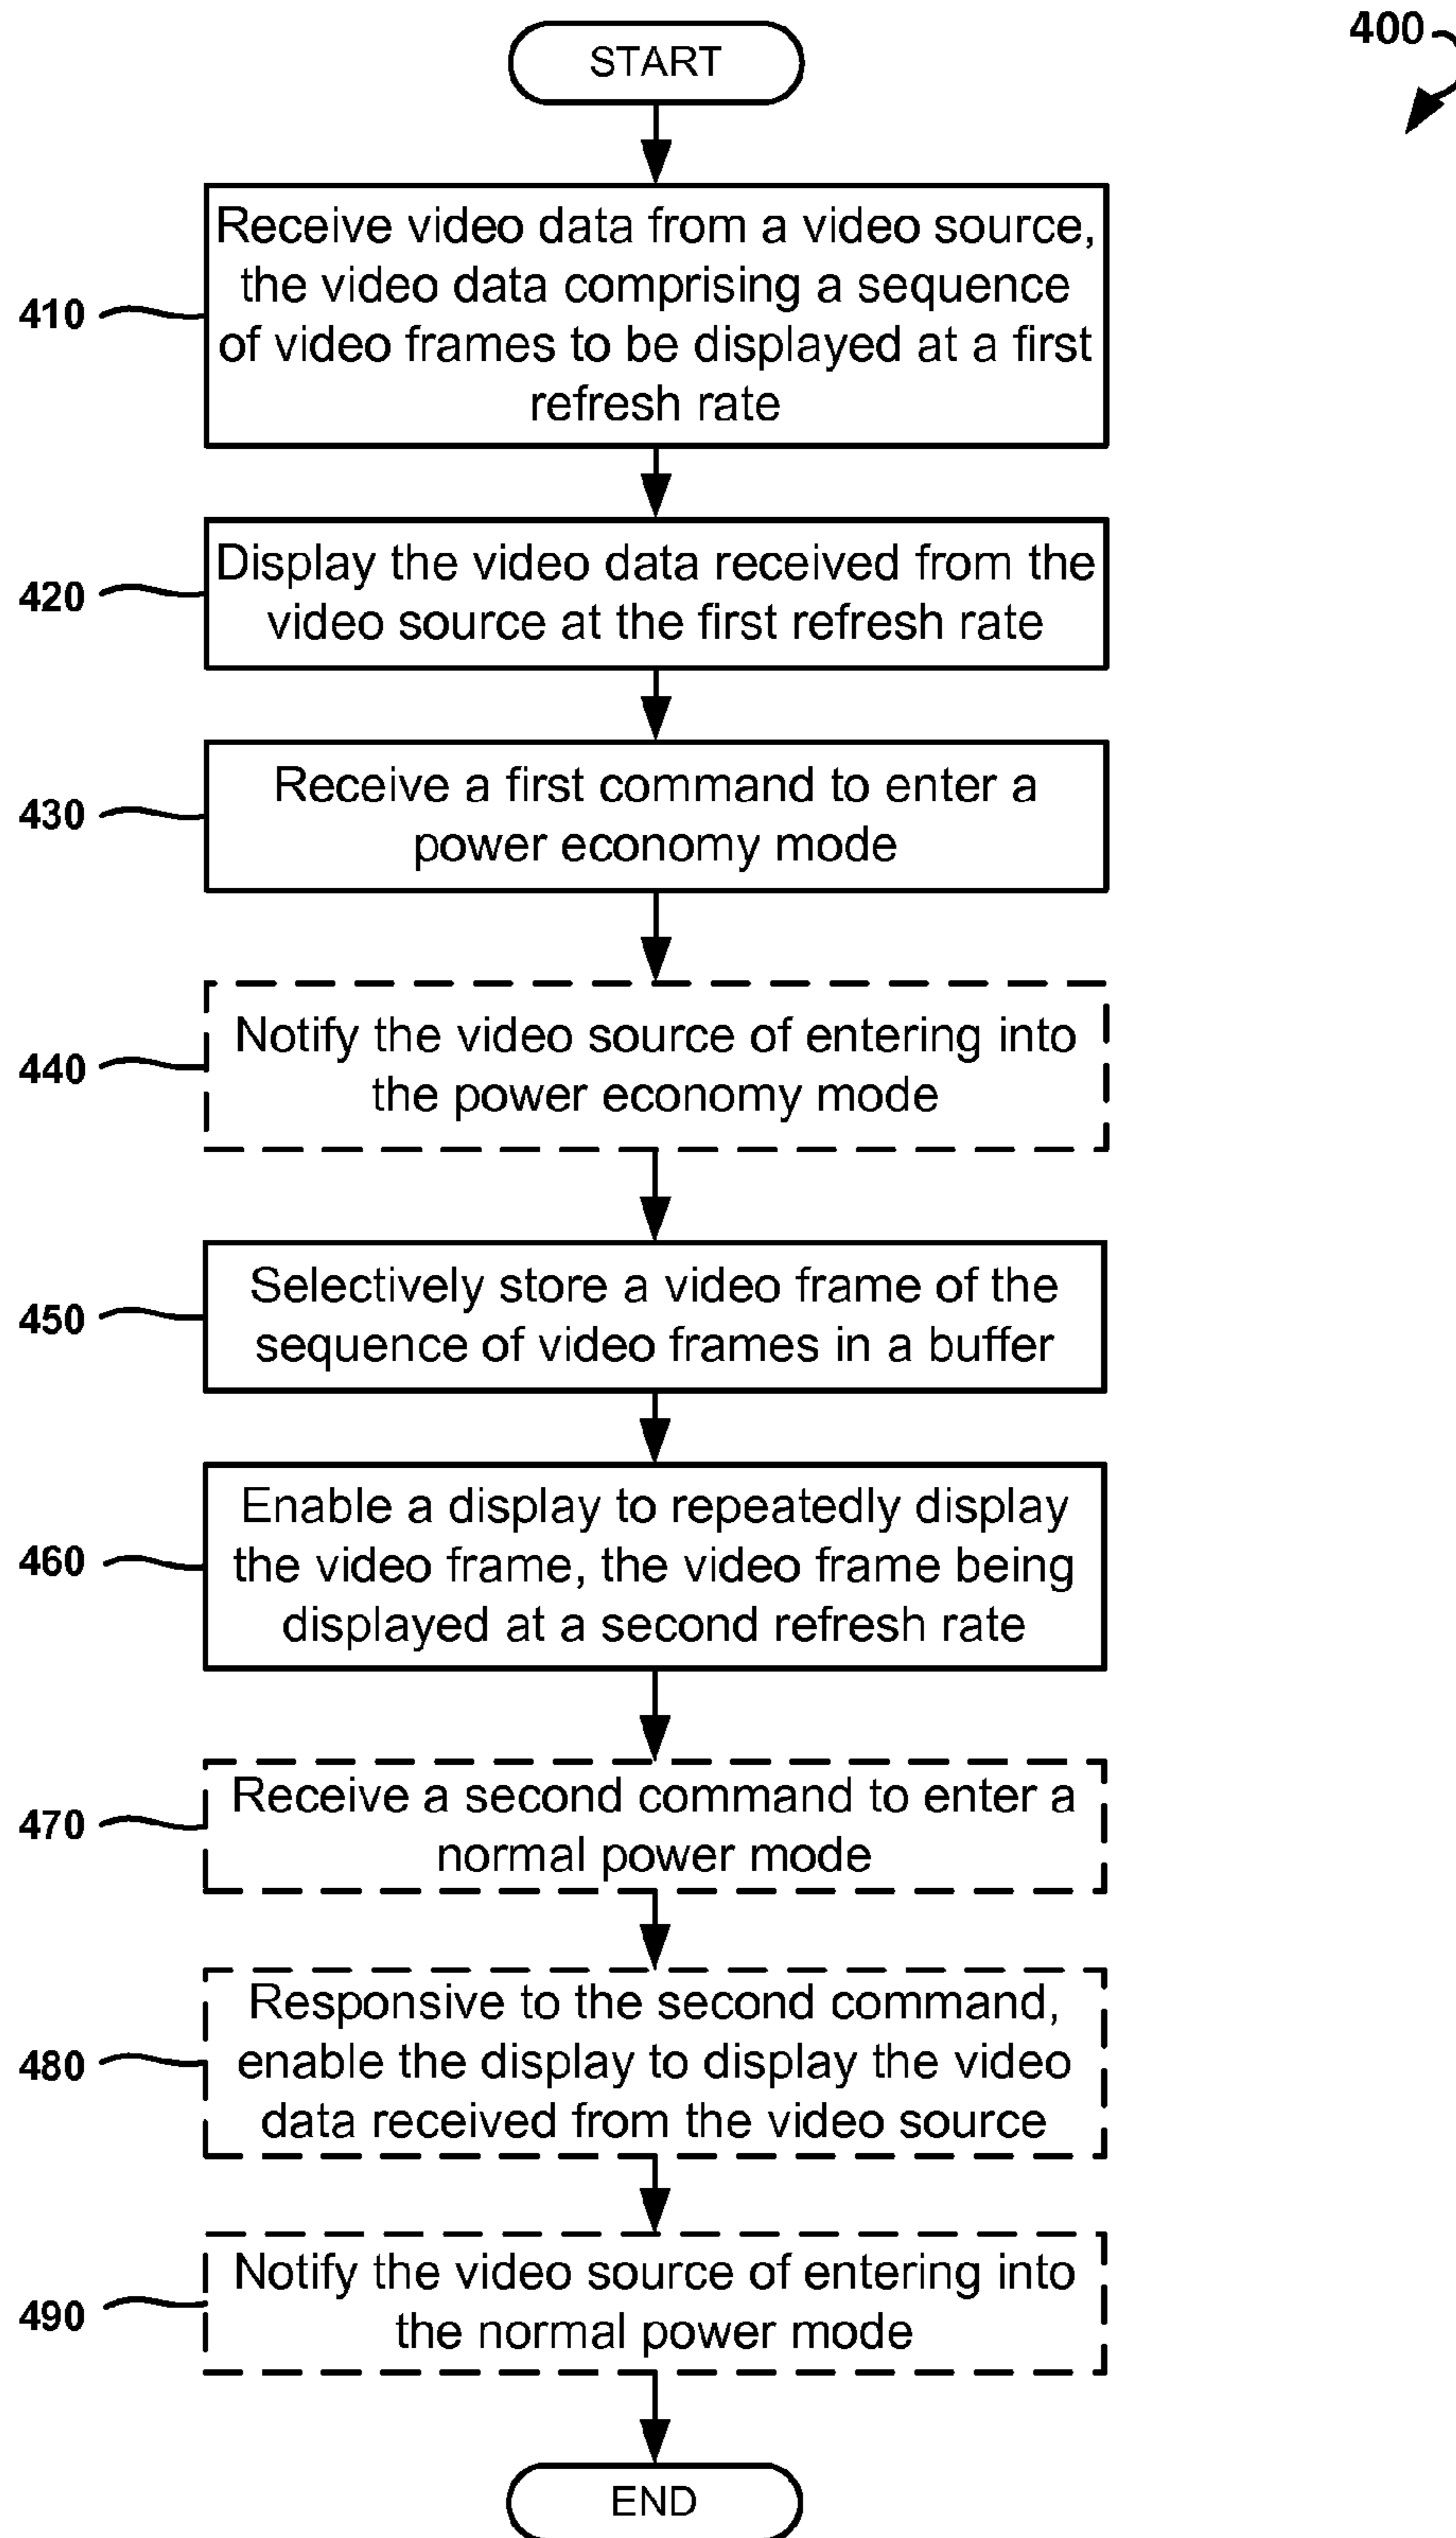 START
400
Receive video data from a video source,
the video data comprising a sequence
of video frames to be displayed at a first
refresh rate
410
Display the video data received from the
video source at the first refresh rate
420
Receive a first command to enter a
power economy mode
430
Notify the video source of entering into
the power economy mode
440
Selectively store a video frame of the
sequence of video frames in a buffer
450
Enable a display to repeatedly display
the video frame, the video frame being
displayed at a second refresh rate
460
Receive a second command to enter a
normal power mode
470
Responsive to the second command,
enable the display to display the video
data received from the video source
480
Notify the video source of entering into
the normal power mode
490
END